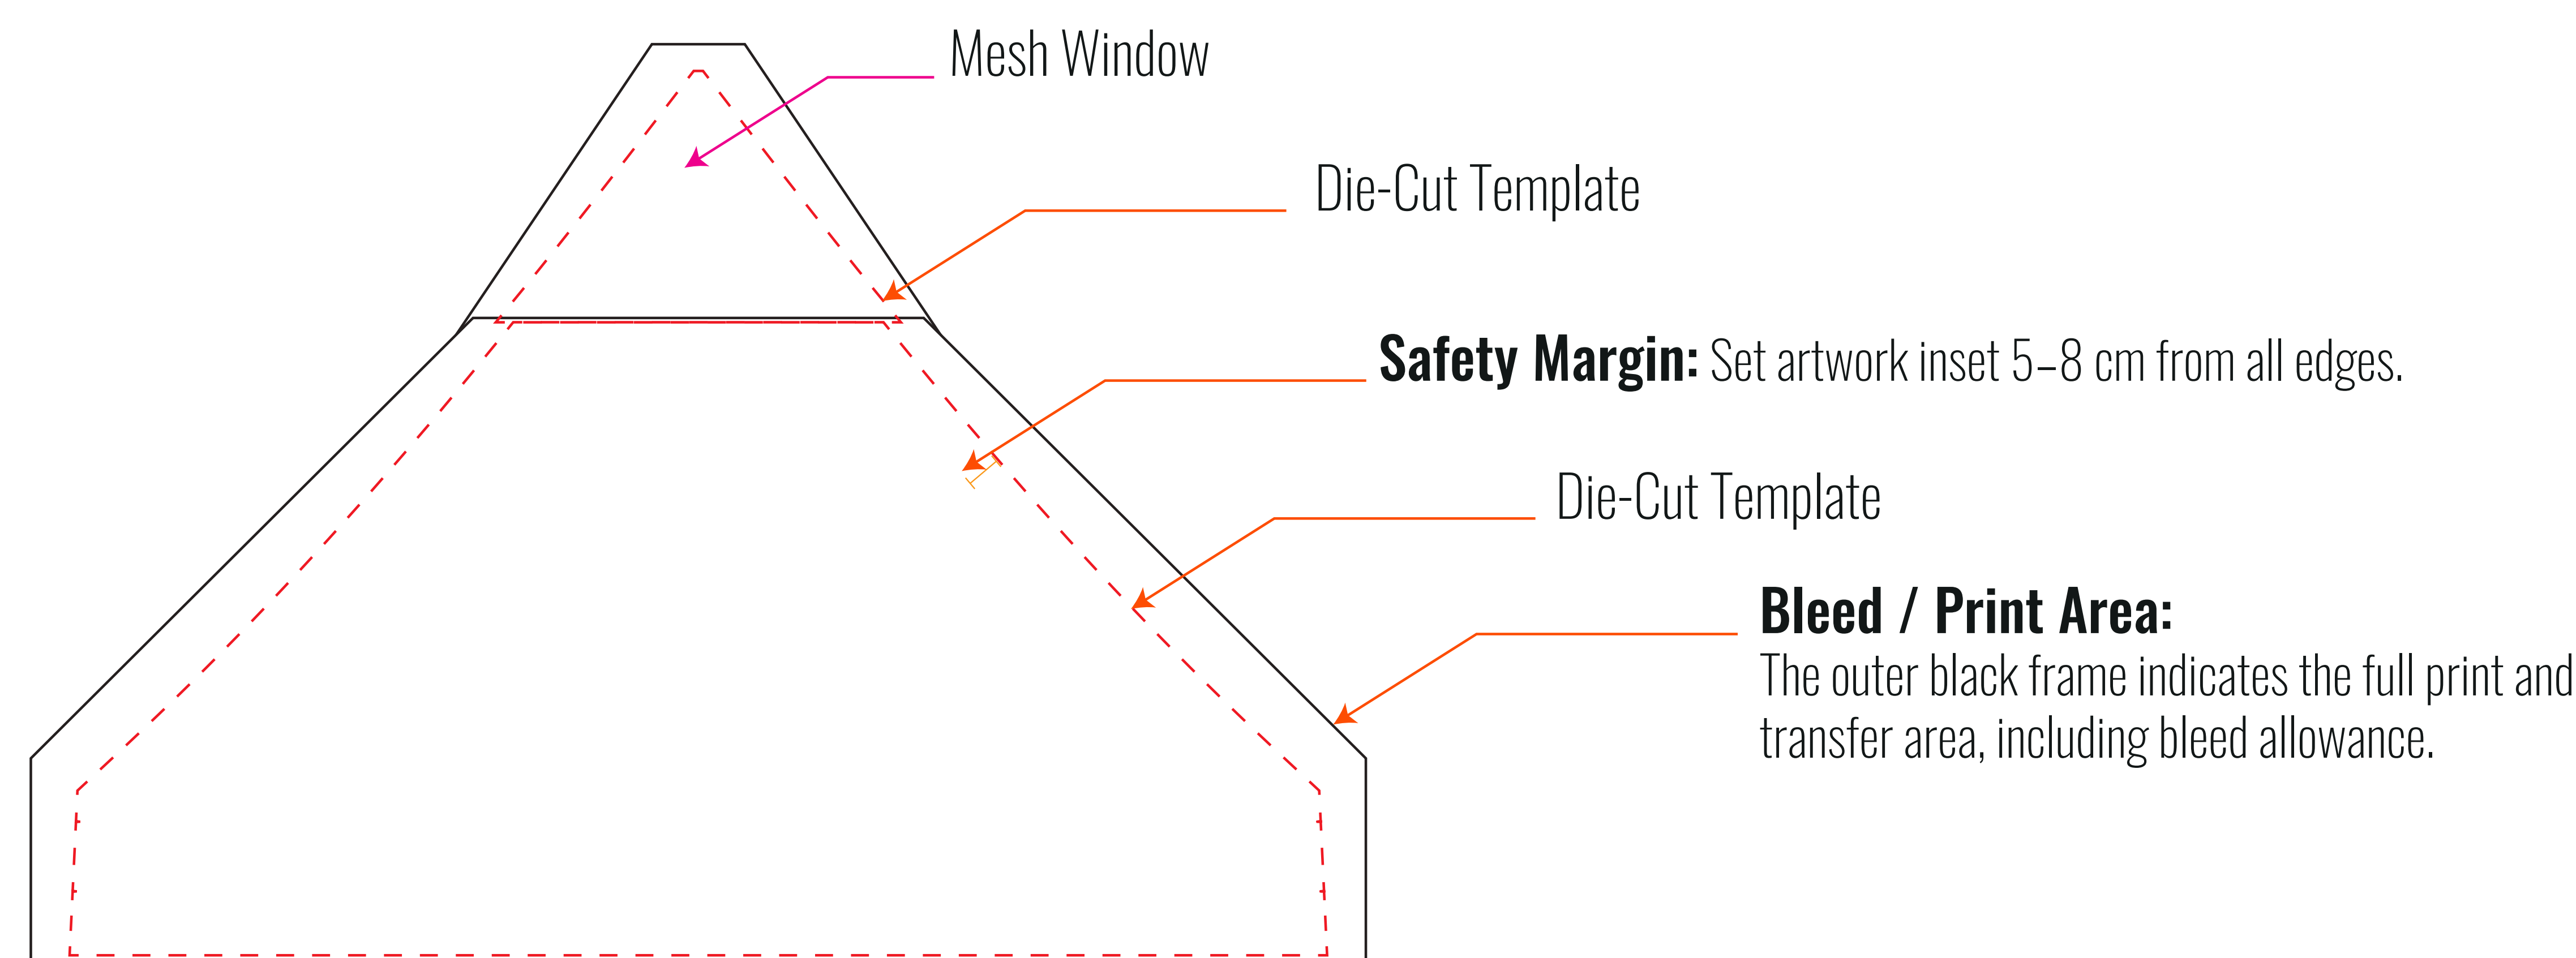 Mesh Window
Die-Cut Template
Safety Margin: Set artwork inset 5–8 cm from all edges.
Die-Cut Template
Bleed / Print Area:
The outer black frame indicates the full print and
transfer area, including bleed allowance.